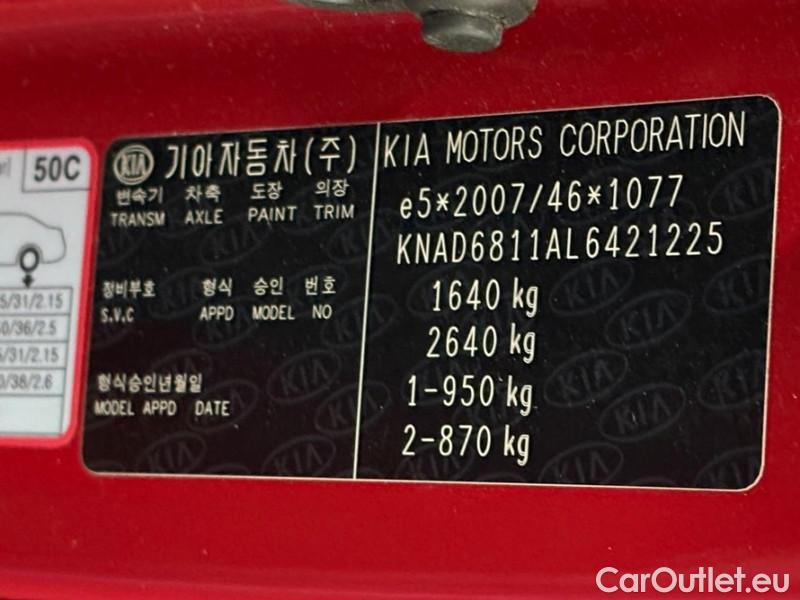 50C
5/31/2.15
0/36/2.5
5/31/2.15
0/38/2.6
KIA 기아자동차(주)
변속기 차축 도장 의장
TRANSM AXLE PAINT TRIM
정비부호 형식 승인 번호
S.V.C APPD MODEL NO
형식승인년월일
MODEL APPD DATE
KIA MOTORS CORPORATION
e5*2007/46*1077
KNAD6811AL6421225
1640 kg
2640 kg
1-950 kg
2-870 kg
CarOutlet.eu